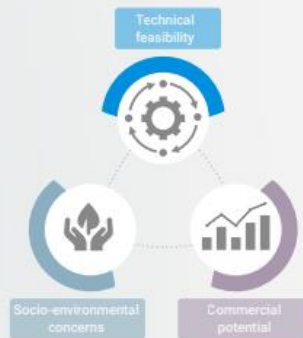 Technical
feasibility
Socio-environmental
concerns
Commercial
potential